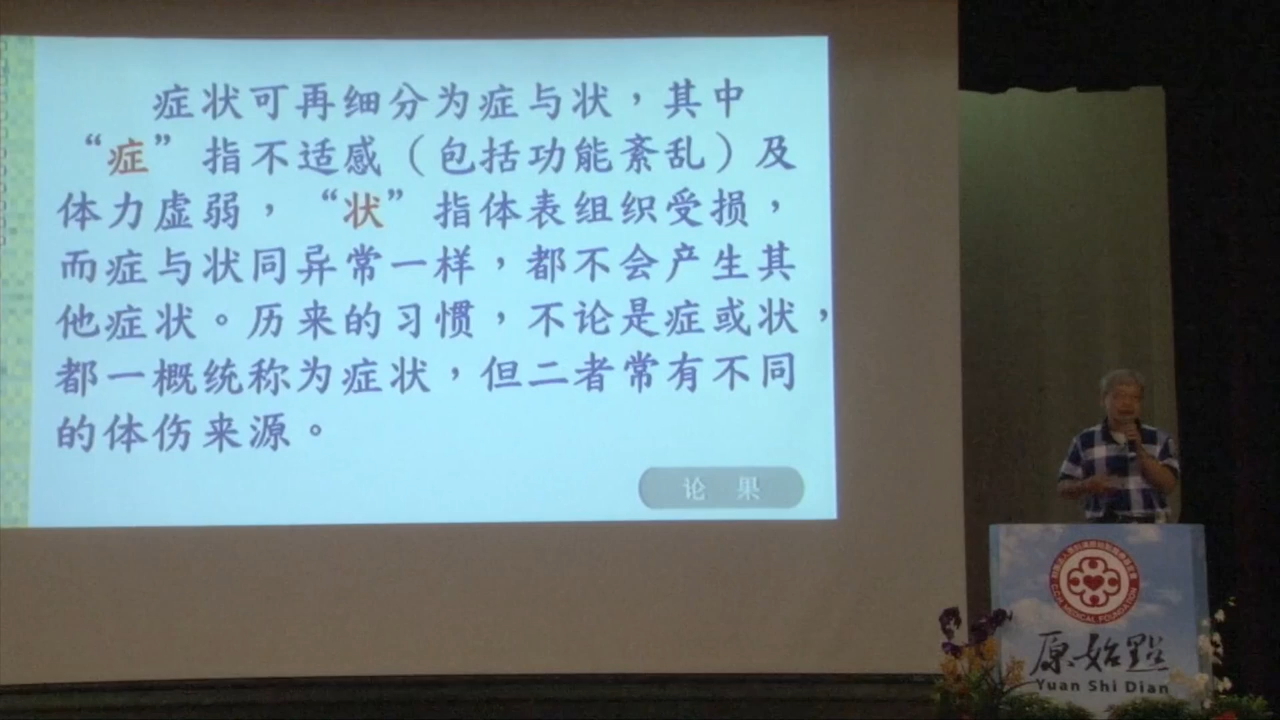 症状可再细分为症与状，其中
“症”指不适感（包括功能紊乱）及
体力虚弱，“状”指体表组织受损，
而症与状同异常一样，都不会产生其
他症状。历来的习惯，不论是症或状，
都一概统称为症状，但二者常有不同
的体伤来源。
论 果
MEDICAL FOUNDATION
原始點
Yuan Shi Dian